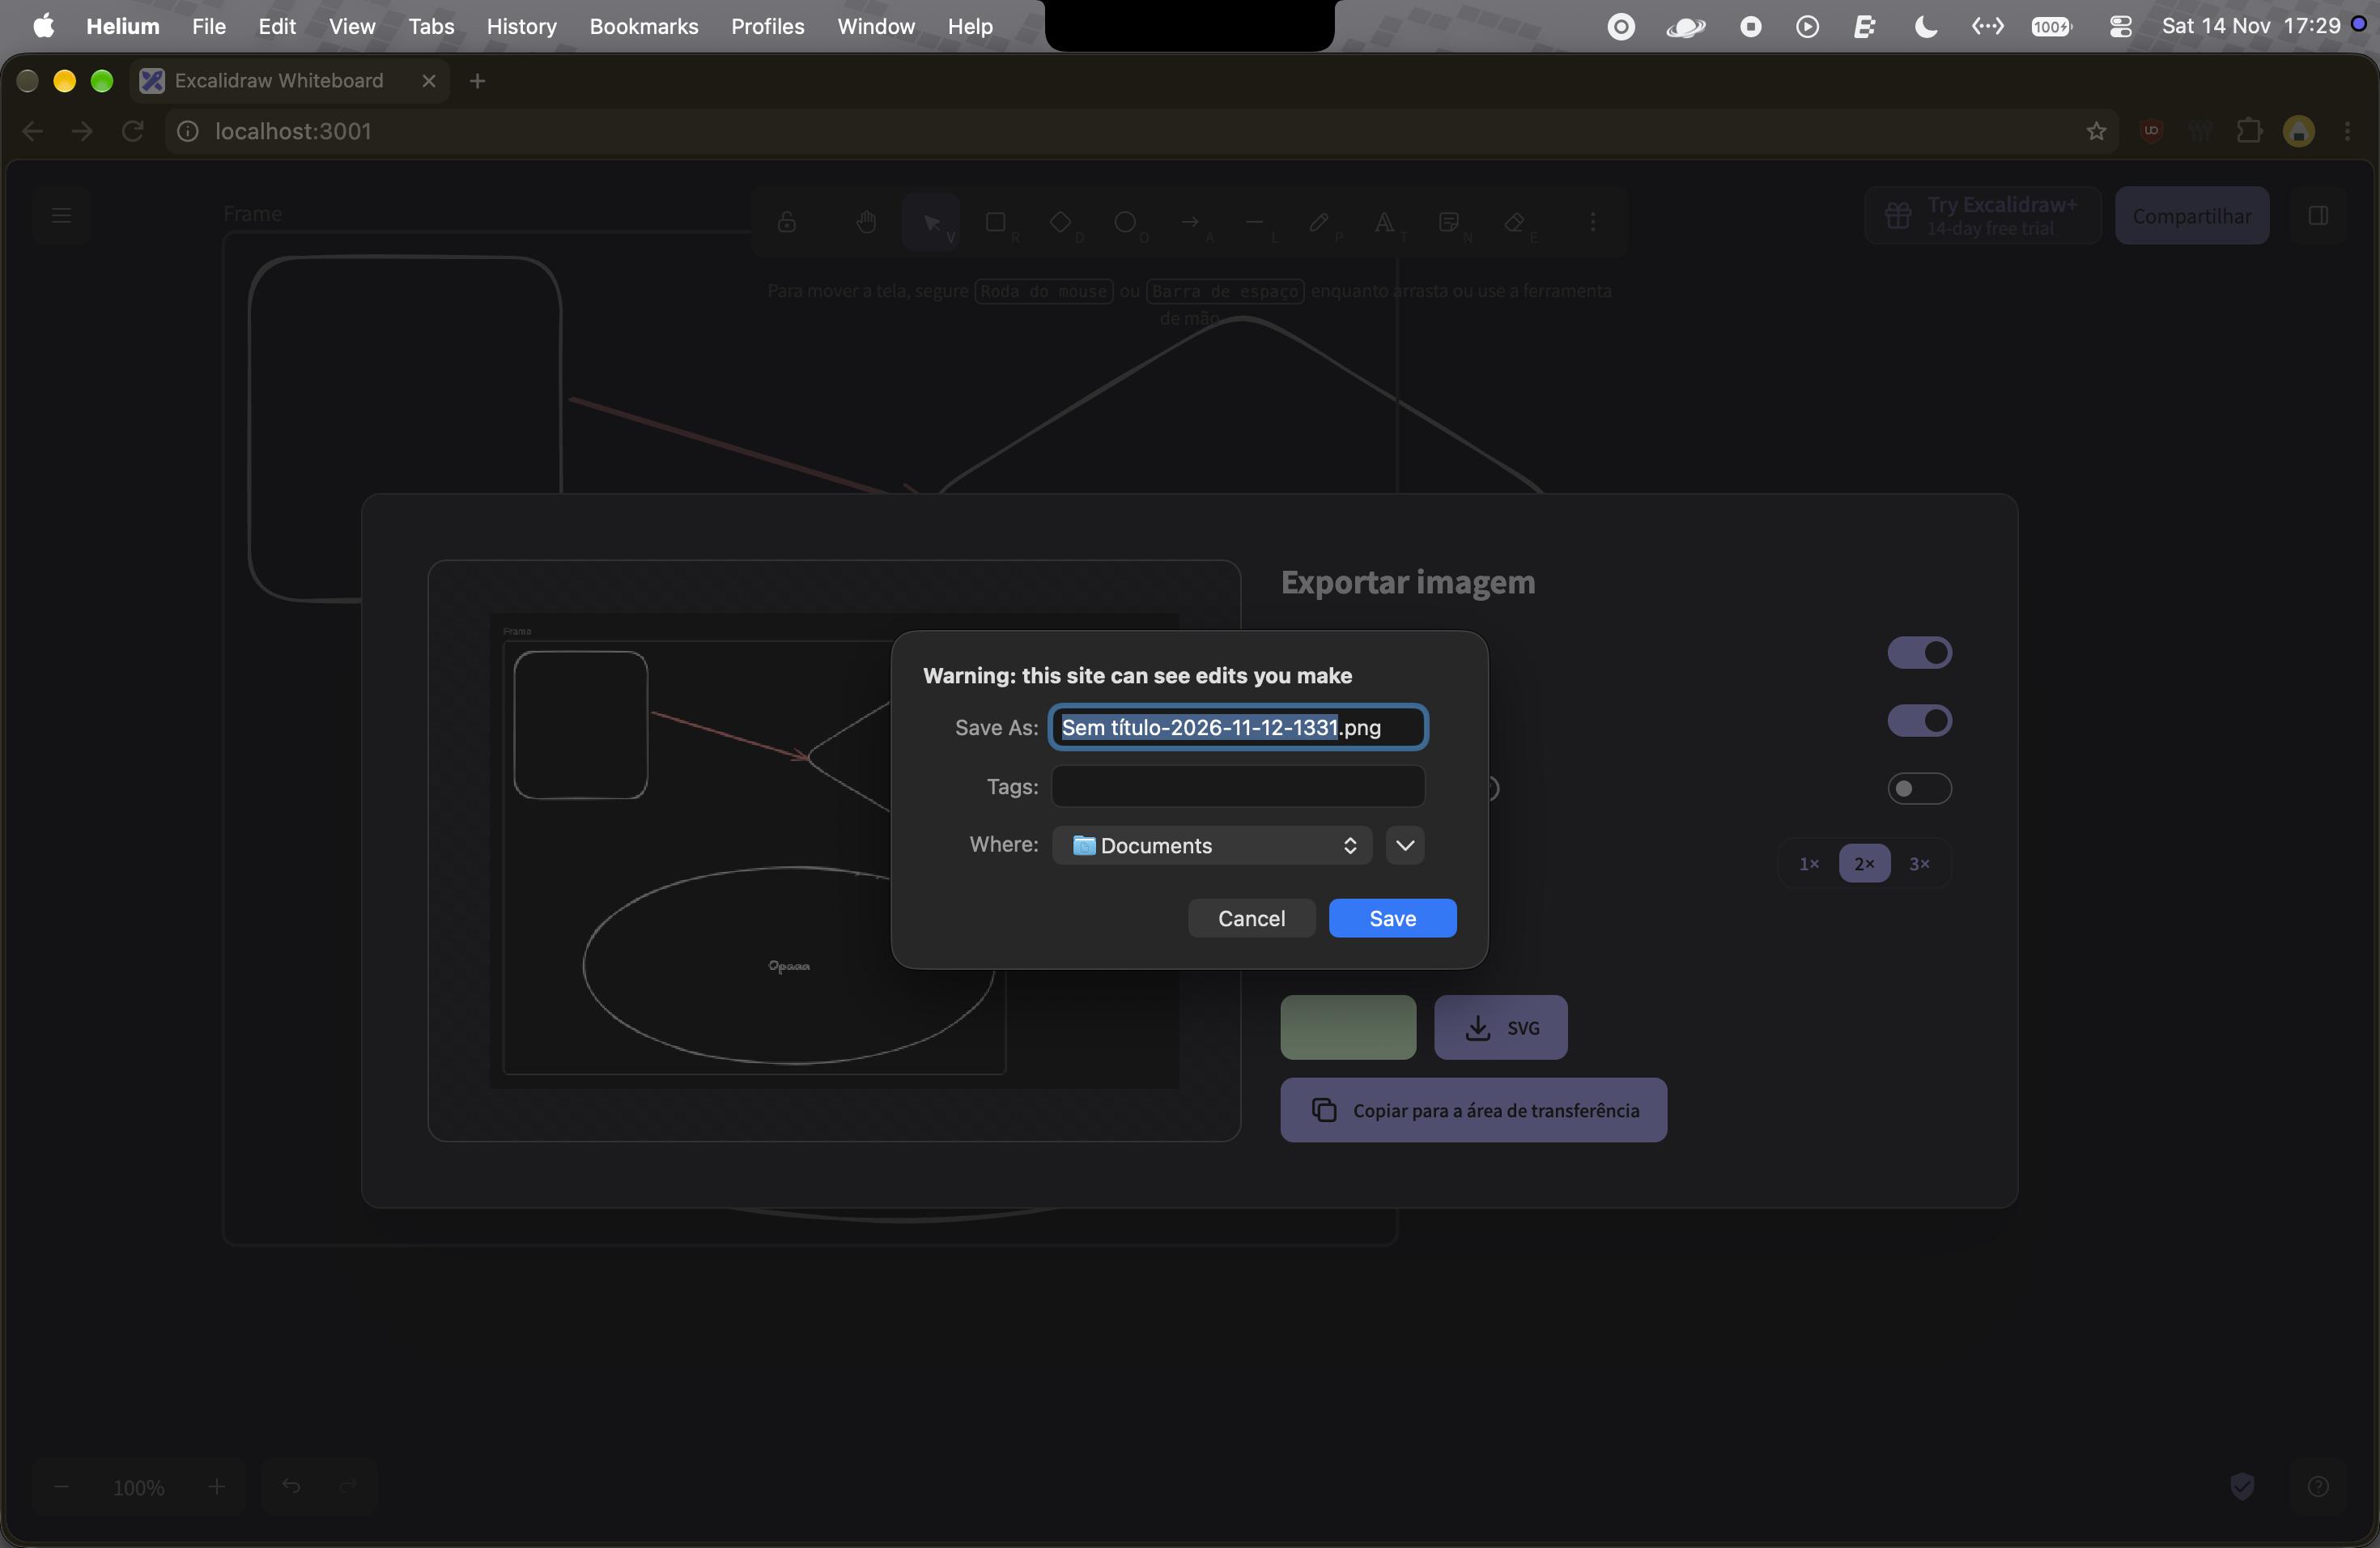 Helium File Edit View Tabs History Bookmarks Profiles Window Help 100 Sat 14 Nov 17:29
Excalidraw Whiteboard
localhost:3001
Frame
V R D O A L P T N E
Try Excalidraw+
14-day free trial
Compartilhar
Para mover a tela, segure Roda do mouse ou Barra de espaço enquanto arrasta ou use a ferramenta
de mão
Exportar imagem
Frame
Warning: this site can see edits you make
Save As: Sem título-2026-11-12-1331.png
Tags:
Where: Documents
1× 2× 3×
Cancel Save
Opaaa
SVG
Copiar para a área de transferência
100%